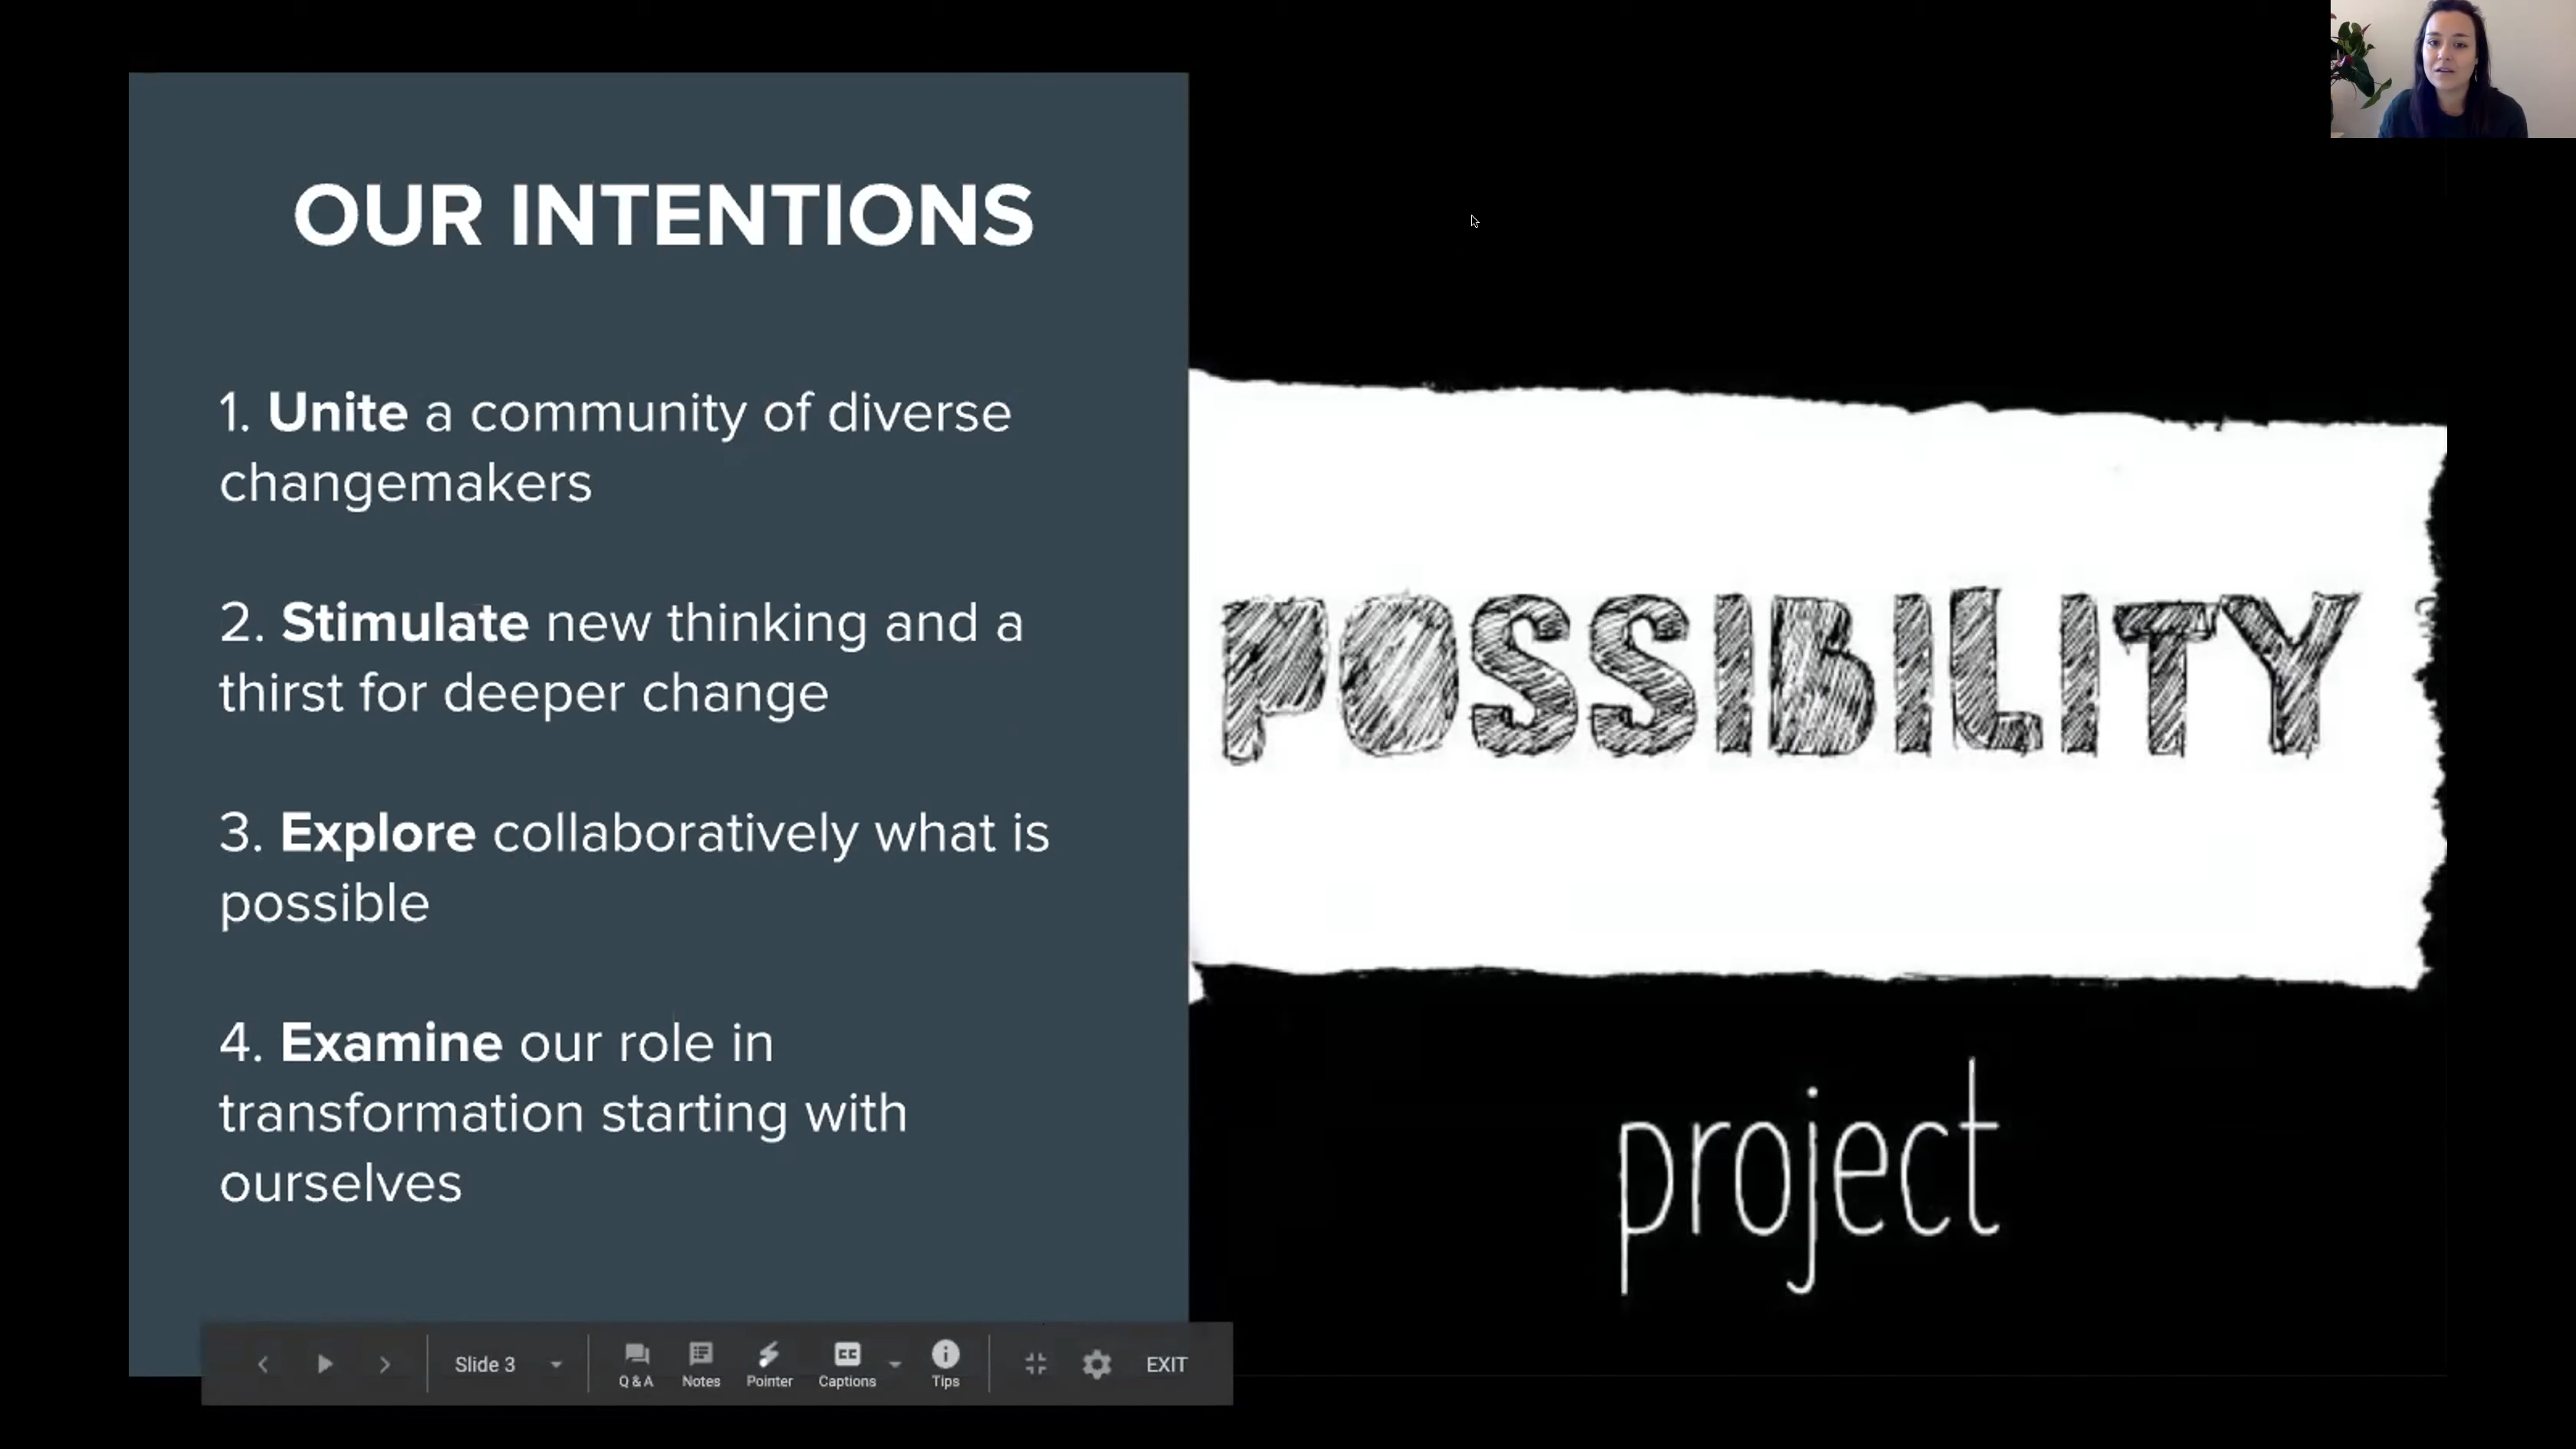 OUR INTENTIONS
1. Unite a community of diverse
changemakers
2. Stimulate new thinking and a
thirst for deeper change
3. Explore collaboratively what is
possible
4. Examine our role in
transformation starting with
ourselves
POSSIBILITY
project
Slide 3
Q & A
Notes
Pointer
CC
Captions
Tips
EXIT